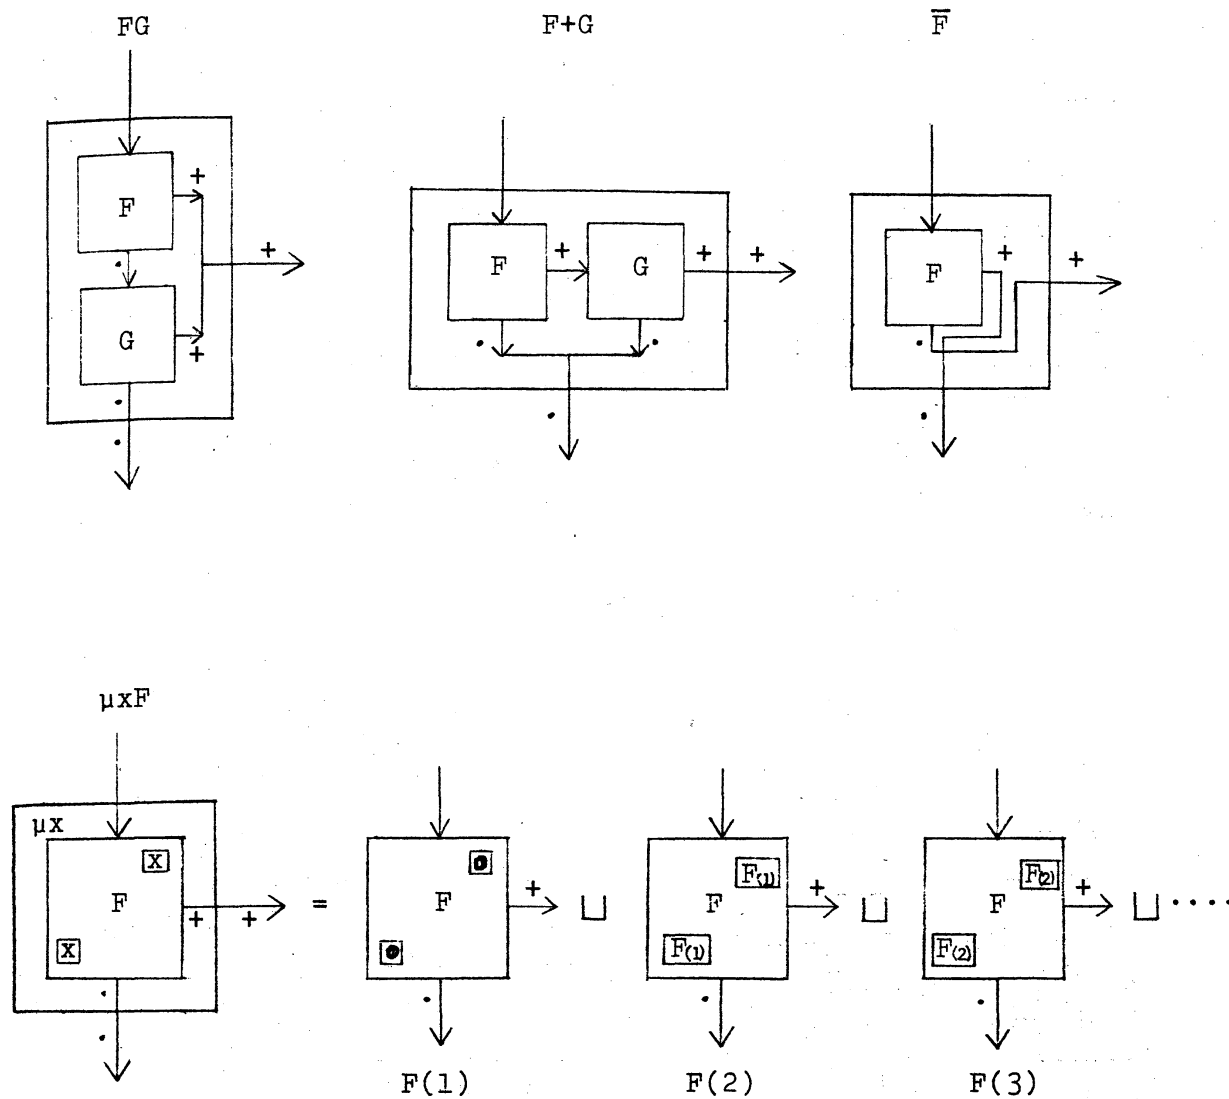 FG F+G F̅
+
F
.
+
G
+
.
.
F + G + +
. .
.
F + +
.
.
μxF
μx
x
F
+ +
x
.
.
=
o
F
+
o
.
F(1)
⊔
F(1)
F
+
F(1)
.
F(2)
⊔
F(2)
F
+
F(2)
.
F(3)
⊔ ....